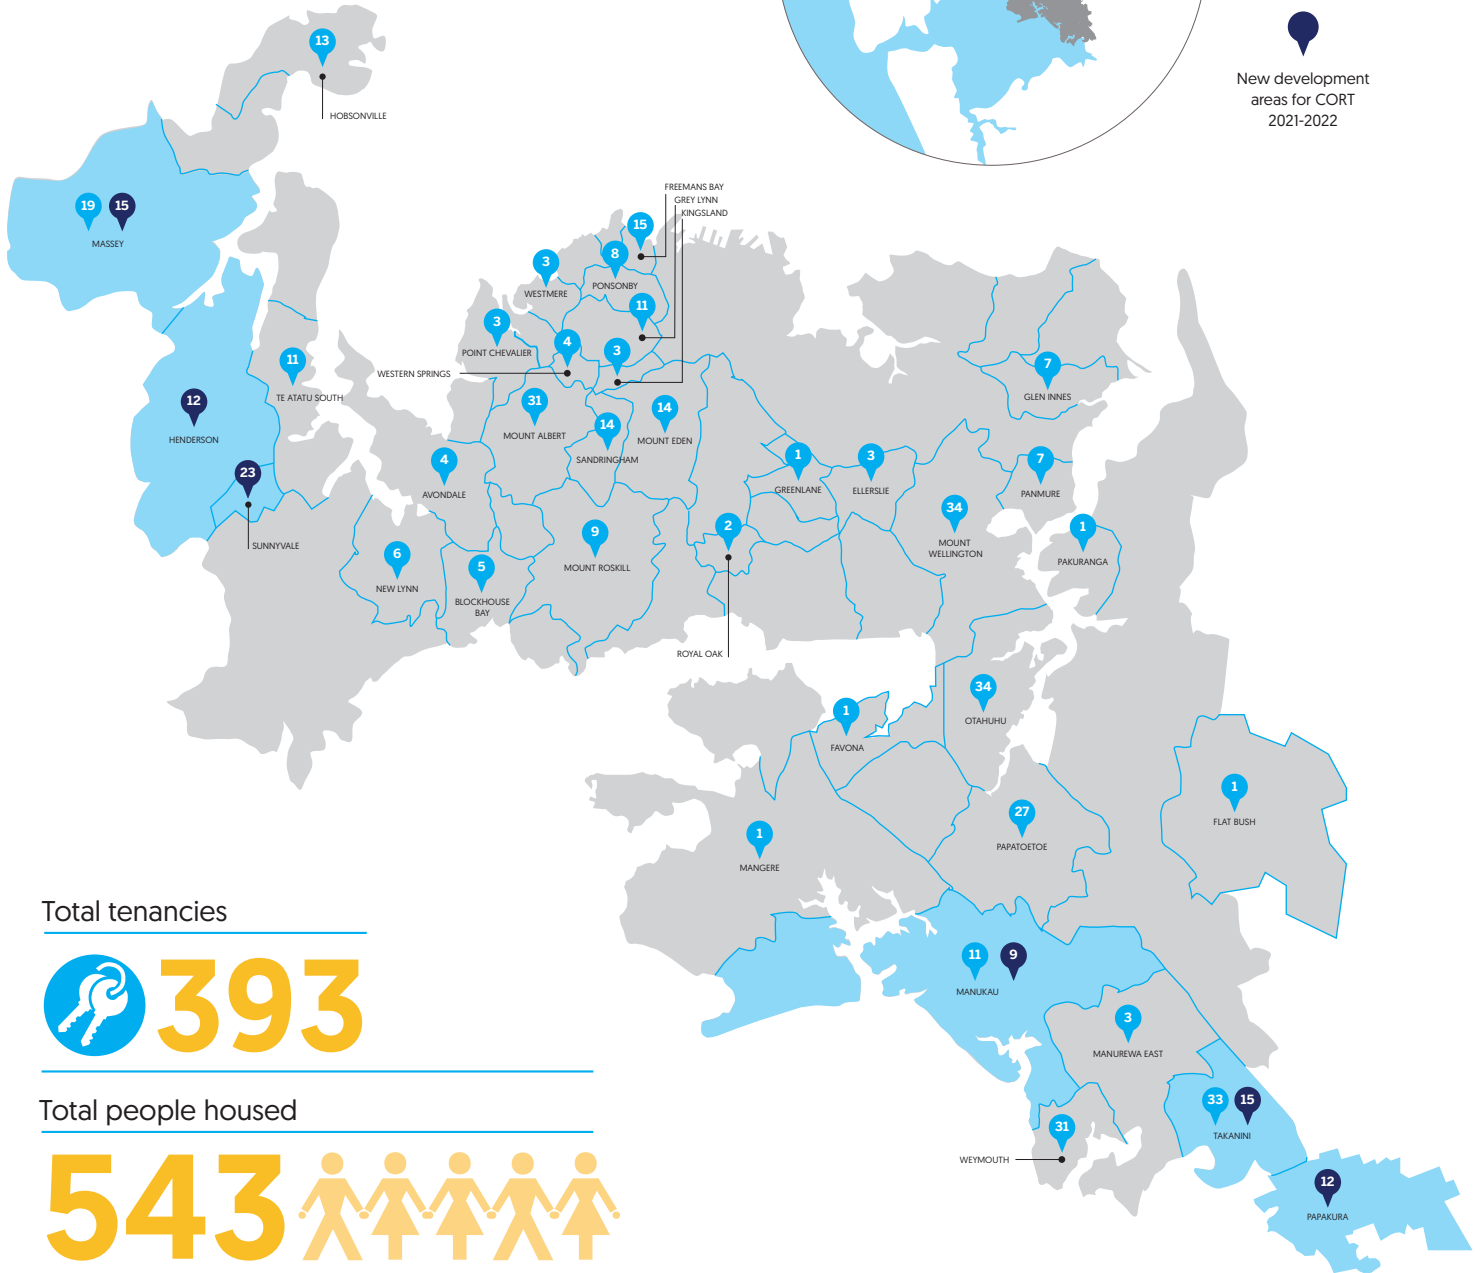 New development
areas for CORT
2021-2022
13
HOBSONVILLE
19
15
MASSEY
FREEMANS BAY
GREY LYNN
KINGSLAND
15
8
PONSONBY
3
WESTMERE
11
3
POINT CHEVALIER
4
WESTERN SPRINGS
3
11
TE ATATU SOUTH
7
GLEN INNES
12
HENDERSON
31
MOUNT ALBERT
14
SANDRINGHAM
14
MOUNT EDEN
23
SUNNYVALE
4
AVONDALE
1
GREENLANE
3
ELLERSLIE
7
PANMURE
34
MOUNT
WELLINGTON
1
PAKURANGA
2
ROYAL OAK
9
MOUNT ROSKILL
6
NEW LYNN
5
BLOCKHOUSE
BAY
34
OTAHUHU
1
FAVONA
1
FLAT BUSH
27
PAPATOETOE
1
MANGERE
Total tenancies
393
11
9
MANUKAU
3
MANUREWA EAST
33
15
TAKANINI
31
WEYMOUTH
12
PAPAKURA
Total people housed
543